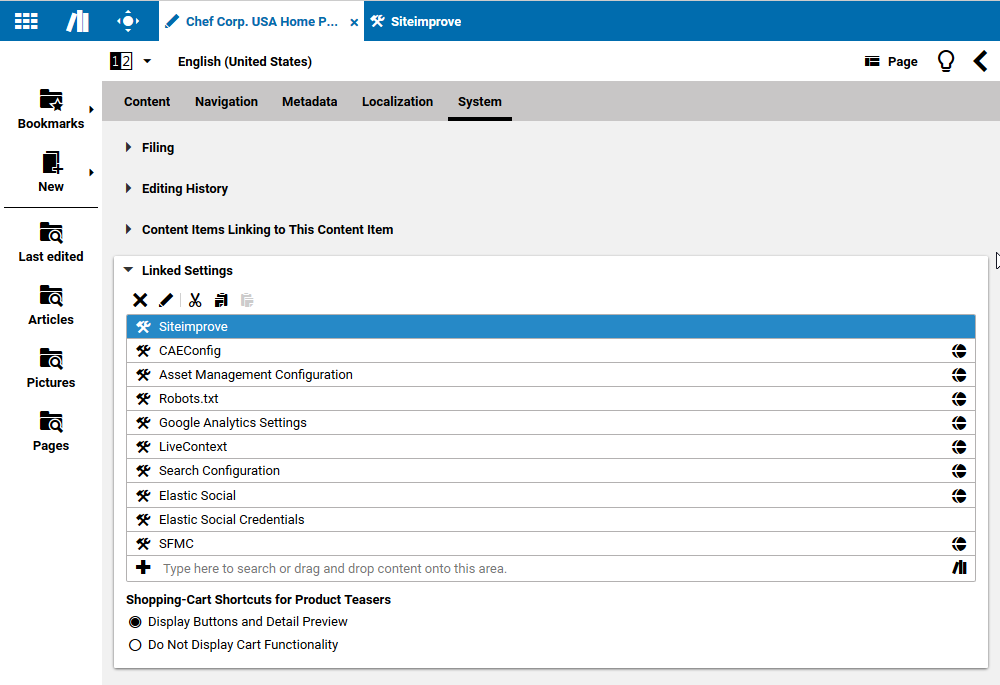 Chef Corp. USA Home P...
Siteimprove
12
English (United States)
Page
Content Navigation Metadata Localization System
Bookmarks
New
Last edited
Articles
Pictures
Pages
Filing
Editing History
Content Items Linking to This Content Item
Linked Settings
Siteimprove
CAEConfig
Asset Management Configuration
Robots.txt
Google Analytics Settings
LiveContext
Search Configuration
Elastic Social
Elastic Social Credentials
SFMC
Type here to search or drag and drop content onto this area.
Shopping-Cart Shortcuts for Product Teasers
Display Buttons and Detail Preview
Do Not Display Cart Functionality